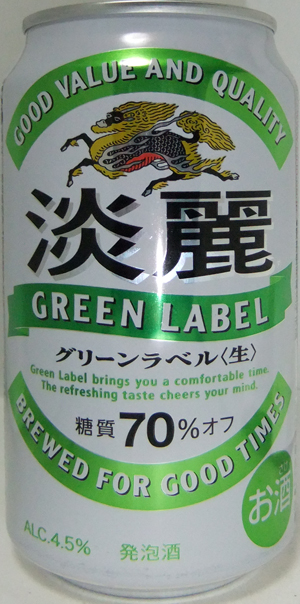 GOOD VALUE AND QUALITY
淡麗
GREEN LABEL
グリーンラベル〈生〉
Green Label brings you a comfortable time.
The refreshing taste cheers your mind.
糖質70%オフ
BREWED FOR GOOD TIMES
お酒
ALC.4.5%
発泡酒